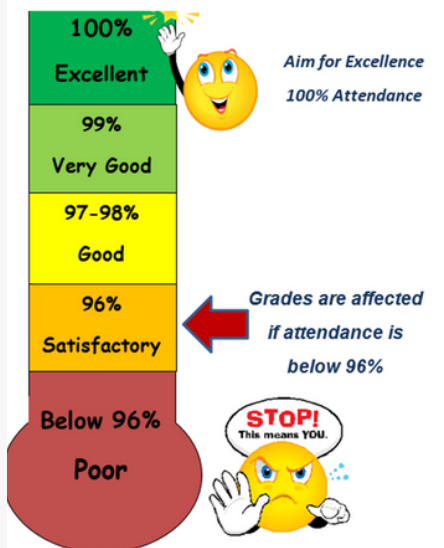 100%
Excellent
Aim for Excellence
100% Attendance
99%
Very Good
97-98%
Good
96%
Satisfactory
Grades are affected
if attendance is
below 96%
Below 96%
Poor
STOP!
This means YOU.